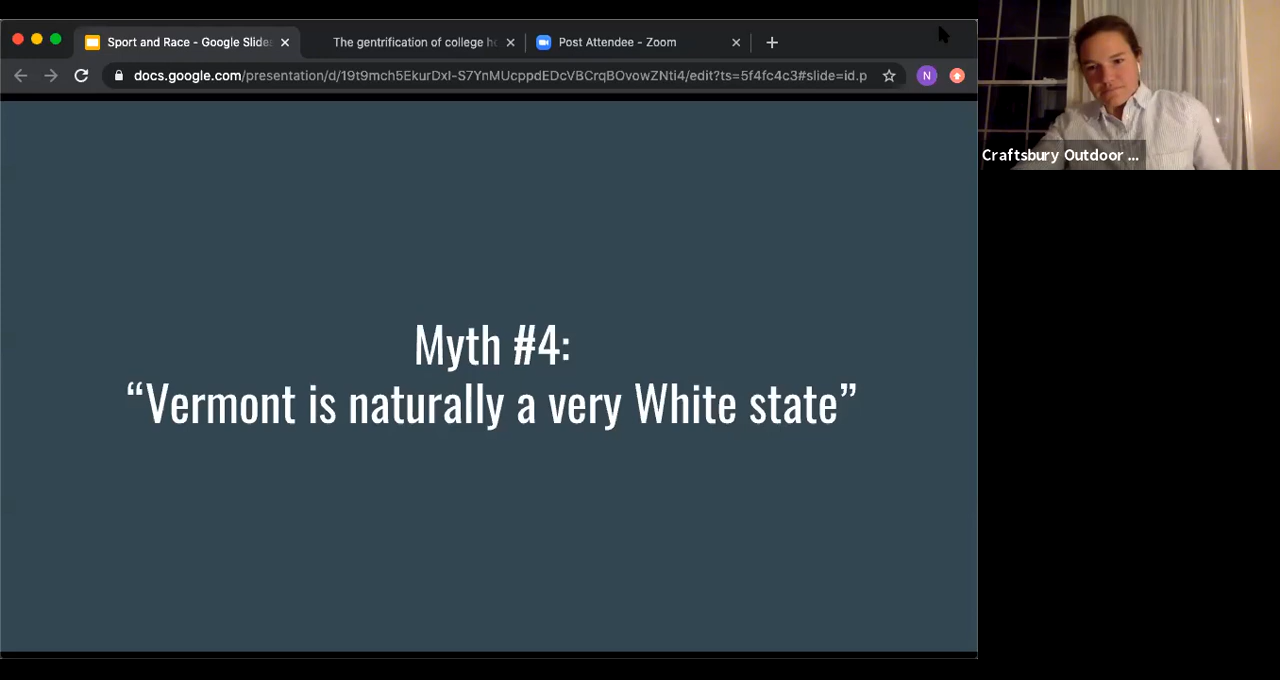 Sport and Race - Google Slides
The gentrification of college h
Post Attendee - Zoom
docs.google.com/presentation/d/19t9mch5EkurDxI-S7YnMUcppdEDcVBCrqBOvowZNti4/edit?ts=5f4fc4c3#slide=id.p
N
Craftsbury Outdoor ...
Myth #4:
“Vermont is naturally a very White state”